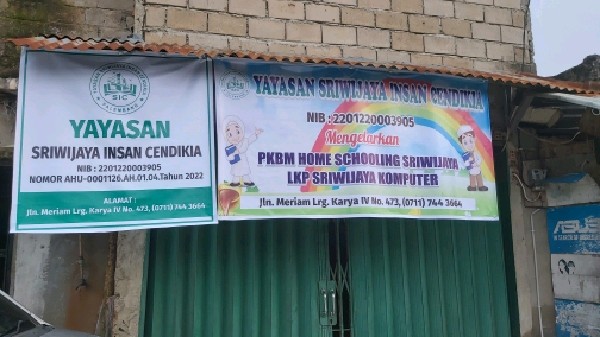 SIC
YAYASAN
SRIWIJAYA INSAN CENDIKIA
NIB : 2201220003905
NOMOR AHU-0001126.AH.01.04.Tahun 2022
ALAMAT :
Jln. Meriam Lrg. Karya IV No. 473, (0711) 744 3664
YAYASAN SRIWIJAYA INSAN CENDIKIA
NIB : 2201220003905
Mengelarkan
PKBM HOME SCHOOLING SRIWIJAYA
LKP SRIWIJAYA KOMPUTER
Jln. Meriam Lrg. Karya IV No. 473, (0711) 744 3664
ASUS